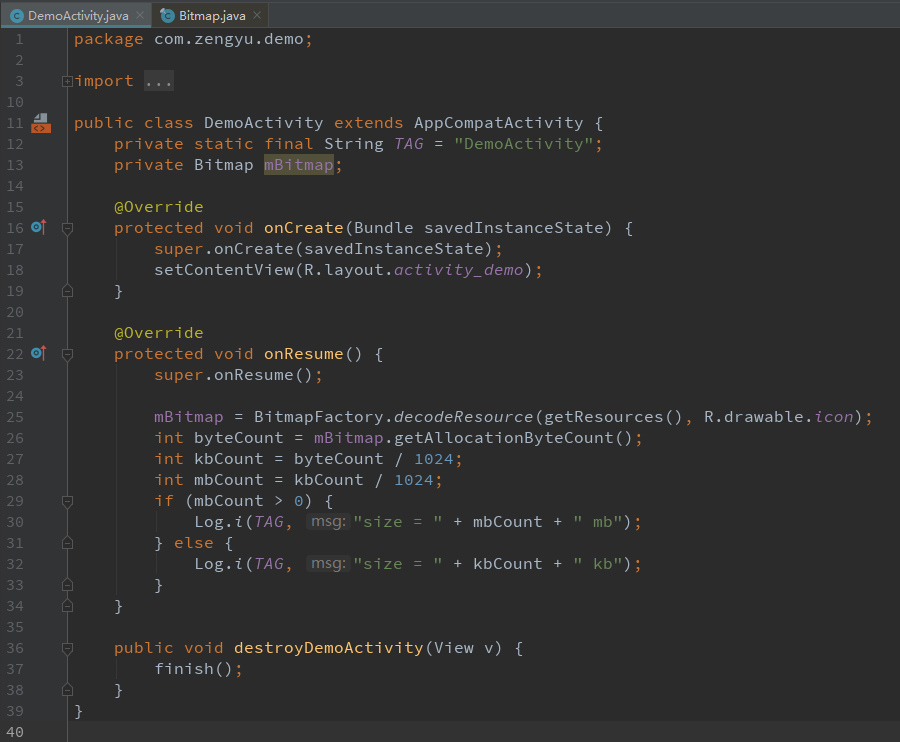 DemoActivity.java × Bitmap.java ×
1 package com.zengyu.demo;
2
3 import ...
10
11 public class DemoActivity extends AppCompatActivity {
12     private static final String TAG = "DemoActivity";
13     private Bitmap mBitmap;
14
15     @Override
16     protected void onCreate(Bundle savedInstanceState) {
17         super.onCreate(savedInstanceState);
18         setContentView(R.layout.activity_demo);
19     }
20
21     @Override
22     protected void onResume() {
23         super.onResume();
24
25         mBitmap = BitmapFactory.decodeResource(getResources(), R.drawable.icon);
26         int byteCount = mBitmap.getAllocationByteCount();
27         int kbCount = byteCount / 1024;
28         int mbCount = kbCount / 1024;
29         if (mbCount > 0) {
30             Log.i(TAG, msg: "size = " + mbCount + " mb");
31         } else {
32             Log.i(TAG, msg: "size = " + kbCount + " kb");
33         }
34     }
35
36     public void destroyDemoActivity(View v) {
37         finish();
38     }
39 }
40